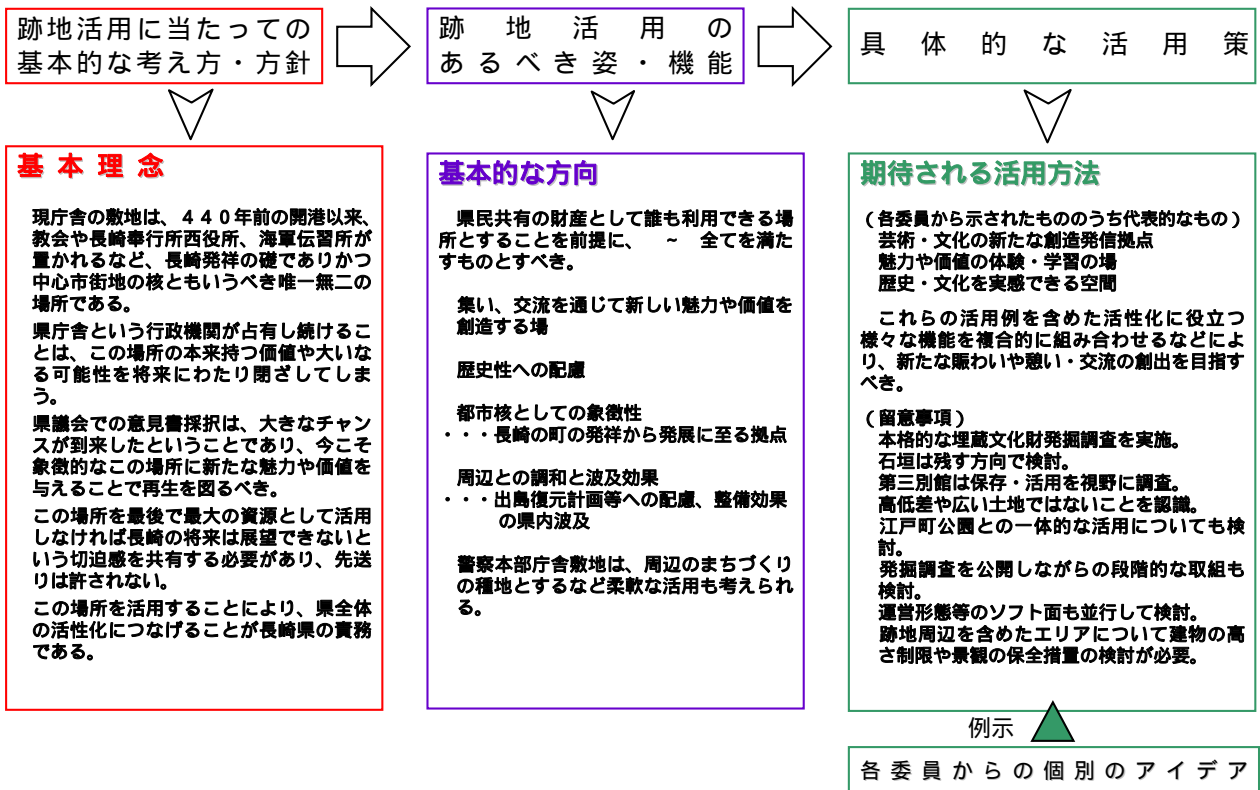 跡地活用に当たっての
基本的な考え方・方針
跡地活用の
あるべき姿・機能
具体的な活用策
基本理念
現庁舎の敷地は、４４０年前の開港以来、
教会や長崎奉行所西役所、海軍伝習所が
置かれるなど、長崎発祥の礎でありかつ
中心市街地の核ともいうべき唯一無二の
場所である。
県庁舎という行政機関が占有し続けるこ
とは、この場所の本来持つ価値や大いな
る可能性を将来にわたり閉ざしてしま
う。
県議会での意見書採択は、大きなチャン
スが到来したということであり、今こそ
象徴的なこの場所に新たな魅力や価値を
与えることで再生を図るべき。
この場所を最後で最大の資源として活用
しなければ長崎の将来は展望できないと
いう切迫感を共有する必要があり、先送
りは許されない。
この場所を活用することにより、県全体
の活性化につなげることが長崎県の責務
である。
基本的な方向
県民共有の財産として誰も利用できる場
所とすることを前提に、　～　全てを満た
すものとすべき。
集い、交流を通じて新しい魅力や価値を
創造する場
歴史性への配慮
都市核としての象徴性
・・・長崎の町の発祥から発展に至る拠点
周辺との調和と波及効果
・・・出島復元計画等への配慮、整備効果
の県内波及
警察本部庁舎敷地は、周辺のまちづくり
の種地とするなど柔軟な活用も考えられ
る。
期待される活用方法
（各委員から示されたもののうち代表的なもの）
芸術・文化の新たな創造発信拠点
魅力や価値の体験・学習の場
歴史・文化を実感できる空間
これらの活用例を含めた活性化に役立つ
様々な機能を複合的に組み合わせるなどによ
り、新たな賑わいや憩い・交流の創出を目指す
べき。
（留意事項）
本格的な埋蔵文化財発掘調査を実施。
石垣は残す方向で検討。
第三別館は保存・活用を視野に調査。
高低差や広い土地ではないことを認識。
江戸町公園との一体的な活用についても検
討。
発掘調査を公開しながらの段階的な取組も
検討。
運営形態等のソフト面も並行して検討。
跡地周辺を含めたエリアについて建物の高
さ制限や景観の保全措置の検討が必要。
例示
各委員からの個別のアイデア